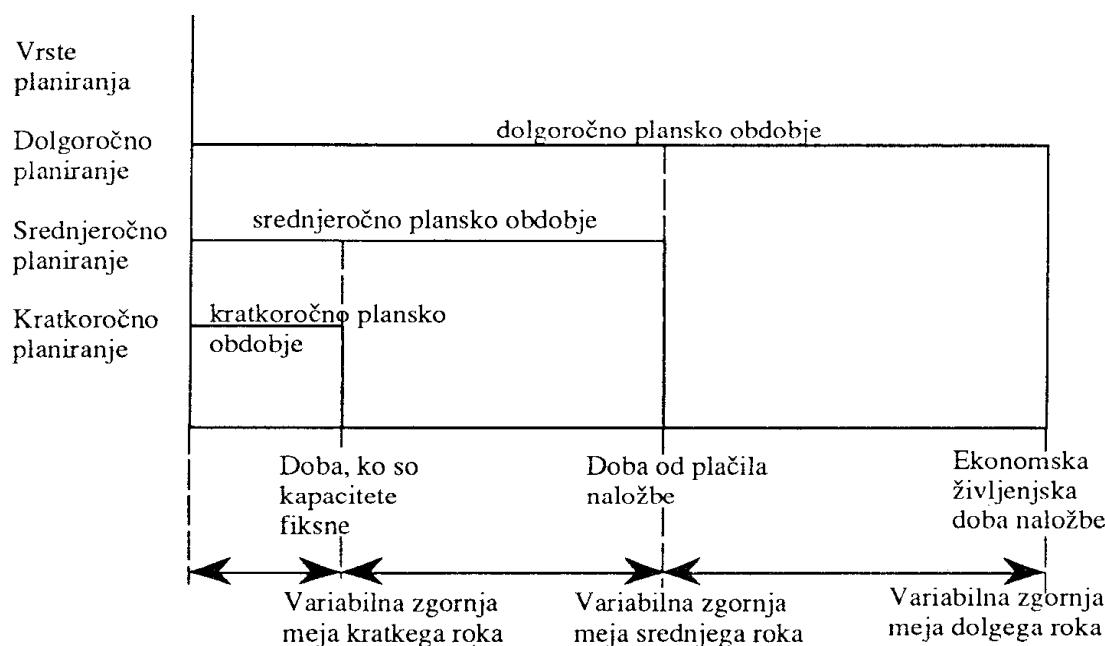 Vrste
planiranja
Dolgoročno
planiranje
dolgoročno plansko obdobje
Srednjeročno
planiranje
srednjeročno plansko obdobje
Kratkoročno
planiranje
kratkoročno plansko
obdobje
Doba, ko so
kapacitete
fiksne
Doba od plačila
naložbe
Ekonomska
življenjska
doba naložbe
Variabilna zgornja
meja kratkega roka
Variabilna zgornja
meja srednjega roka
Variabilna zgornja
meja dolgega roka